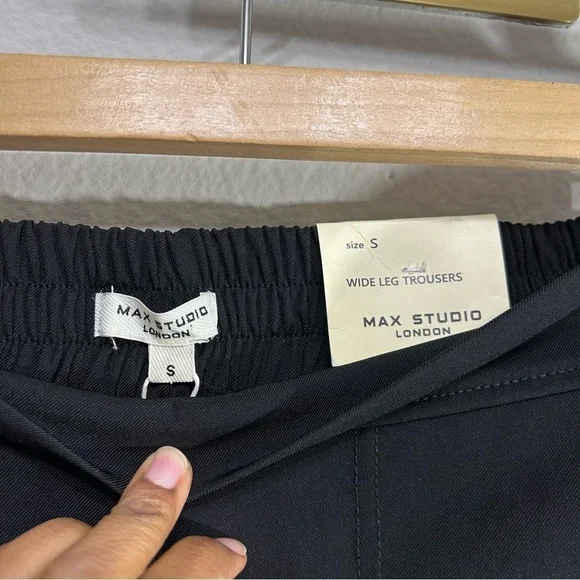 MAX STUDIO
LONDON
S
size S
WIDE LEG TROUSERS
MAX STUDIO
LONDON